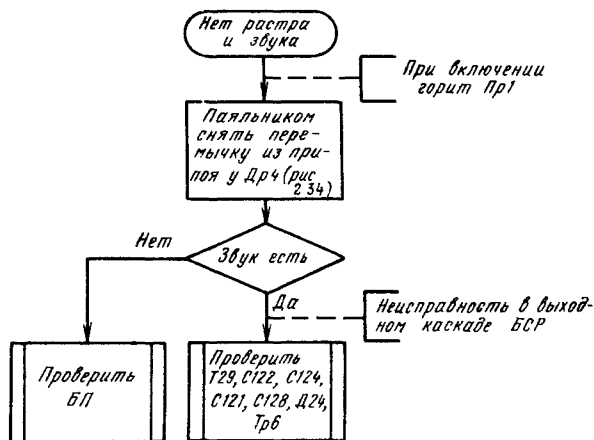 Нет растра
и звука
При включении
горит Пр1
Паяльником
снять пере-
мычку из при-
поя у Др4 (рис
2 34)
Нет
Звук есть
Да
Неисправность в выход-
ном каскаде БСР
Проверить
БП
Проверить
Т29, С122, С124,
С121, С128, Д24,
Тр6